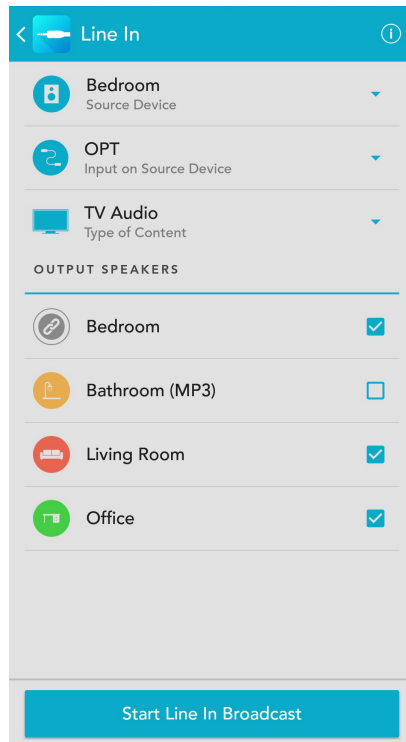 Line In
Bedroom
Source Device
OPT
Input on Source Device
TV Audio
Type of Content
OUTPUT SPEAKERS
Bedroom
Bathroom (MP3)
Living Room
Office
Start Line In Broadcast